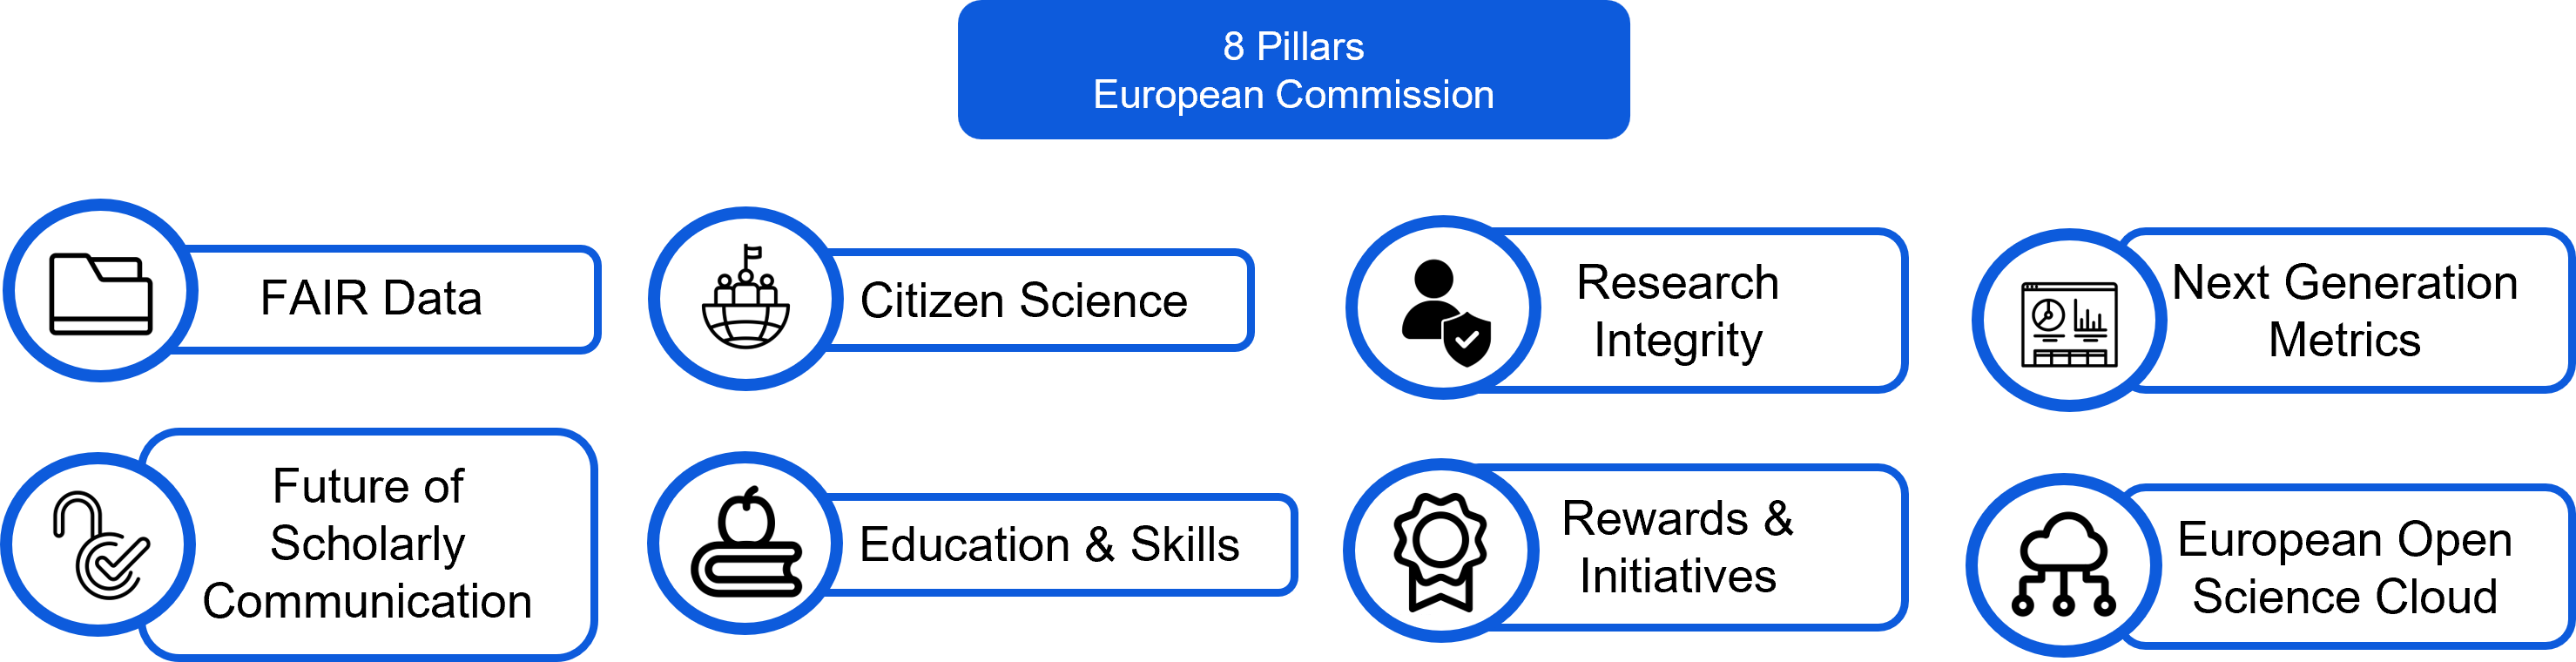 8 Pillars
European Commission
FAIR Data
Citizen Science
Research
Integrity
Next Generation
Metrics
Future of
Scholarly
Communication
Education & Skills
Rewards &
Initiatives
European Open
Science Cloud